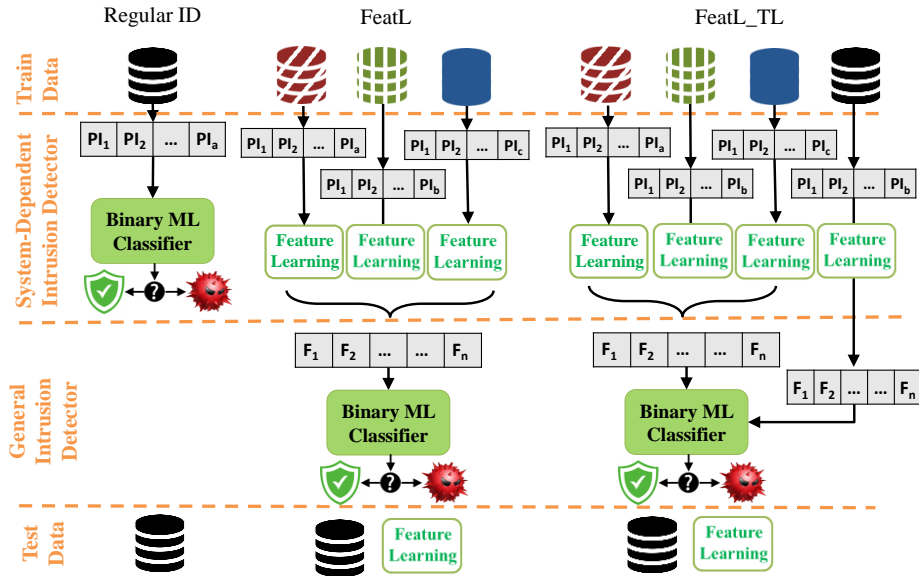 Regular ID
FeatL
FeatL_TL
Train
Data
System-Dependent
Intrusion Detector
PI1 PI2 ... PIa
PI1 PI2 ... PIa
PI1 PI2 ... PIb
PI1 PI2 ... PIc
PI1 PI2 ... PIa
PI1 PI2 ... PIb
PI1 PI2 ... PIc
PI1 PI2 ... PIb
Binary ML
Classifier
?
Feature
Learning
Feature
Learning
Feature
Learning
Feature
Learning
Feature
Learning
Feature
Learning
Feature
Learning
General
Intrusion
Detector
F1 F2 ... ... Fn
F1 F2 ... ... Fn
F1 F2 ... ... Fn
Binary ML
Classifier
?
Binary ML
Classifier
?
Test
Data
Feature
Learning
Feature
Learning